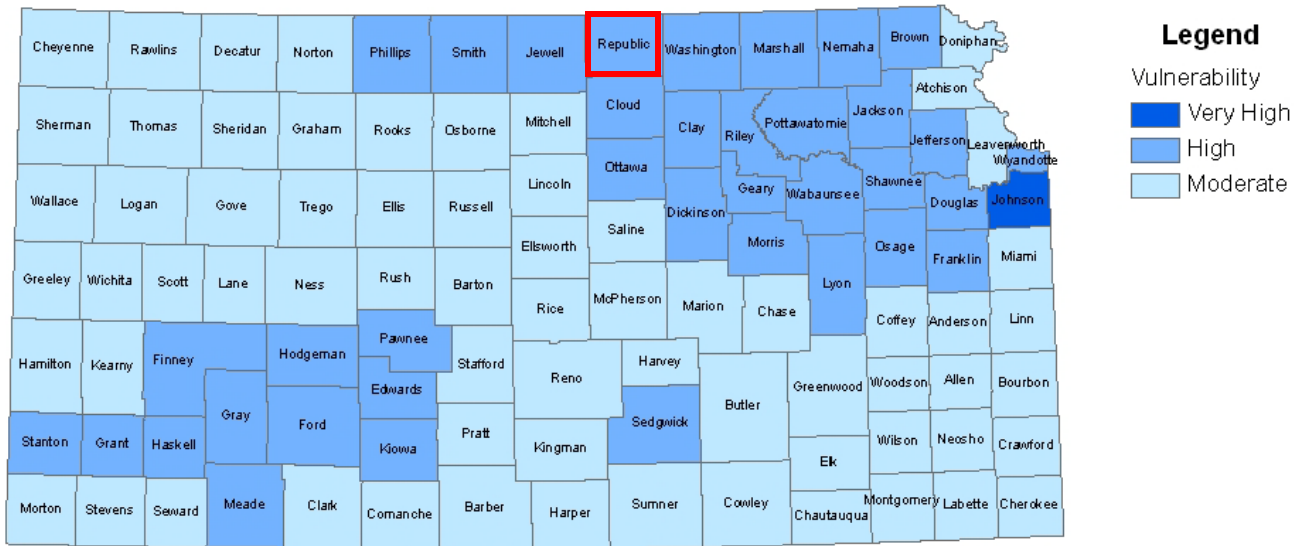 Cheyenne
Rawlins
Decatur
Norton
Phillips
Smith
Jewell
Republic
Washington
Marshall
Nemaha
Brown
Doniphan
Legend
Vulnerability
Very High
High
Moderate
Sherman
Thomas
Sheridan
Graham
Rooks
Osborne
Mitchell
Cloud
Clay
Riley
Pottawatomie
Jackson
Atchison
Jefferson
Leavenworth
Wyandotte
Wallace
Logan
Gove
Trego
Ellis
Russell
Lincoln
Ottawa
Saline
Dickinson
Geary
Wabaunsee
Shawnee
Douglas
Johnson
Ellsworth
Morris
Osage
Franklin
Miami
Greeley
Wichita
Scott
Lane
Ness
Rush
Barton
Rice
McPherson
Marion
Chase
Lyon
Coffey
Anderson
Linn
Hamilton
Kearny
Finney
Hodgeman
Pawnee
Stafford
Edwards
Reno
Harvey
Butler
Greenwood
Woodson
Allen
Bourbon
Stanton
Grant
Haskell
Gray
Ford
Kiowa
Pratt
Kingman
Sedgwick
Elk
Wilson
Neosho
Crawford
Morton
Stevens
Seward
Meade
Clark
Comanche
Barber
Harper
Sumner
Cowley
Chautauqua
Montgomery
Labette
Cherokee